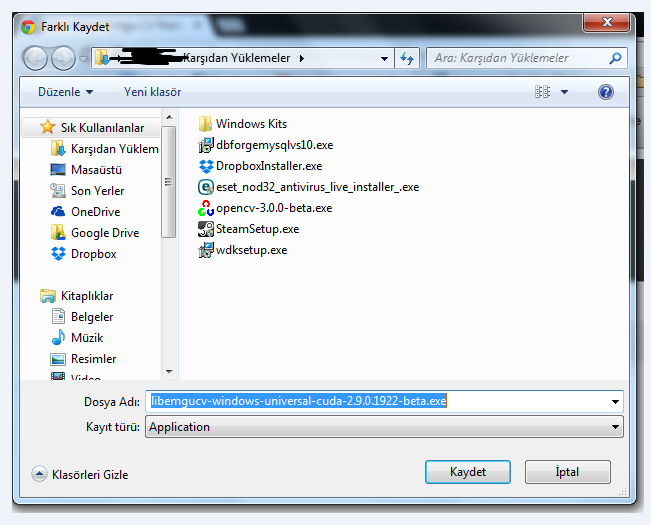 Farklı Kaydet
Karşıdan Yüklemeler
Ara: Karşıdan Yüklemeler
Düzenle Yeni klasör
Sık Kullanılanlar
Karşıdan Yüklem
Masaüstü
Son Yerler
OneDrive
Google Drive
Dropbox
Kitaplıklar
Belgeler
Müzik
Resimler
Video
Windows Kits
dbforgemysqlvs10.exe
DropboxInstaller.exe
eset_nod32_antivirus_live_installer_.exe
opencv-3.0.0-beta.exe
SteamSetup.exe
wdksetup.exe
Dosya Adı: libemgucv-windows-universal-cuda-2.9.0.1922-beta.exe
Kayıt türü: Application
Klasörleri Gizle Kaydet İptal